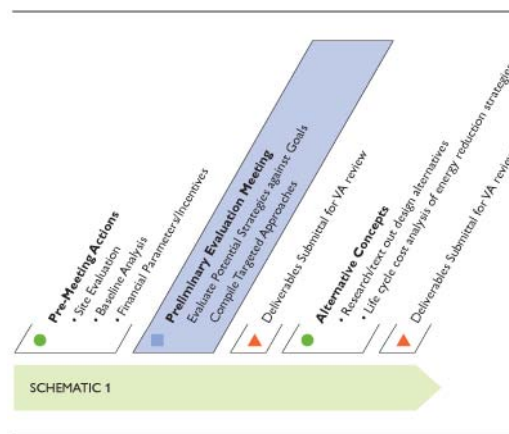 Pre-Meeting Actions
• Site Evaluation
• Baseline Analysis
• Financial Parameters/Incentives
Preliminary Evaluation Meeting
Evaluate Potential Strategies against Goals
Compile Targeted Approaches
Deliverables Submittal for VA review
Alternative Concepts
• Research/text out design alternatives
• Life cycle cost analysis of energy reduction strategies
Deliverables Submittal for VA review
SCHEMATIC 1